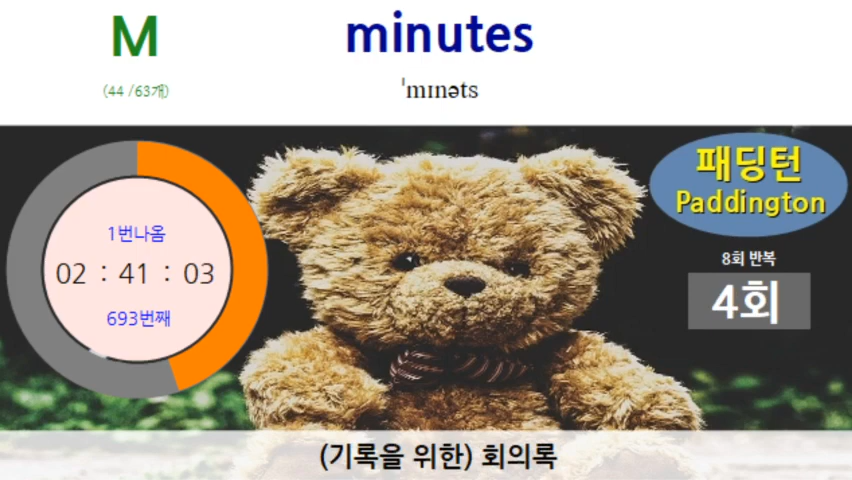 M
(44 /63개)
minutes
ˈmɪnəts
1번나옴
02 : 41 : 03
693번째
패딩턴
Paddington
8회 반복
4회
(기록을 위한) 회의록